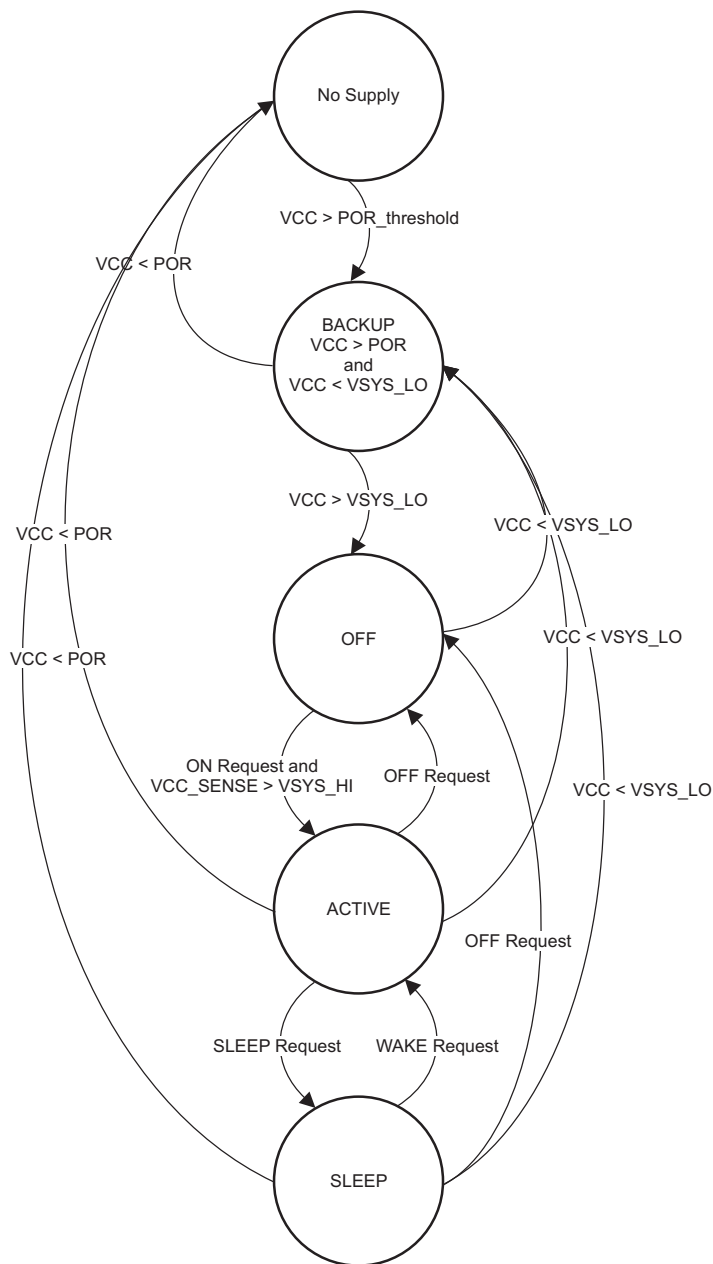 No Supply
VCC > POR_threshold
VCC < POR
BACKUP
VCC > POR
and
VCC < VSYS_LO
VCC > VSYS_LO
VCC < VSYS_LO
VCC < POR
OFF
VCC < VSYS_LO
VCC < POR
ON Request and
VCC_SENSE > VSYS_HI
OFF Request
VCC < VSYS_LO
ACTIVE
OFF Request
SLEEP Request
WAKE Request
SLEEP